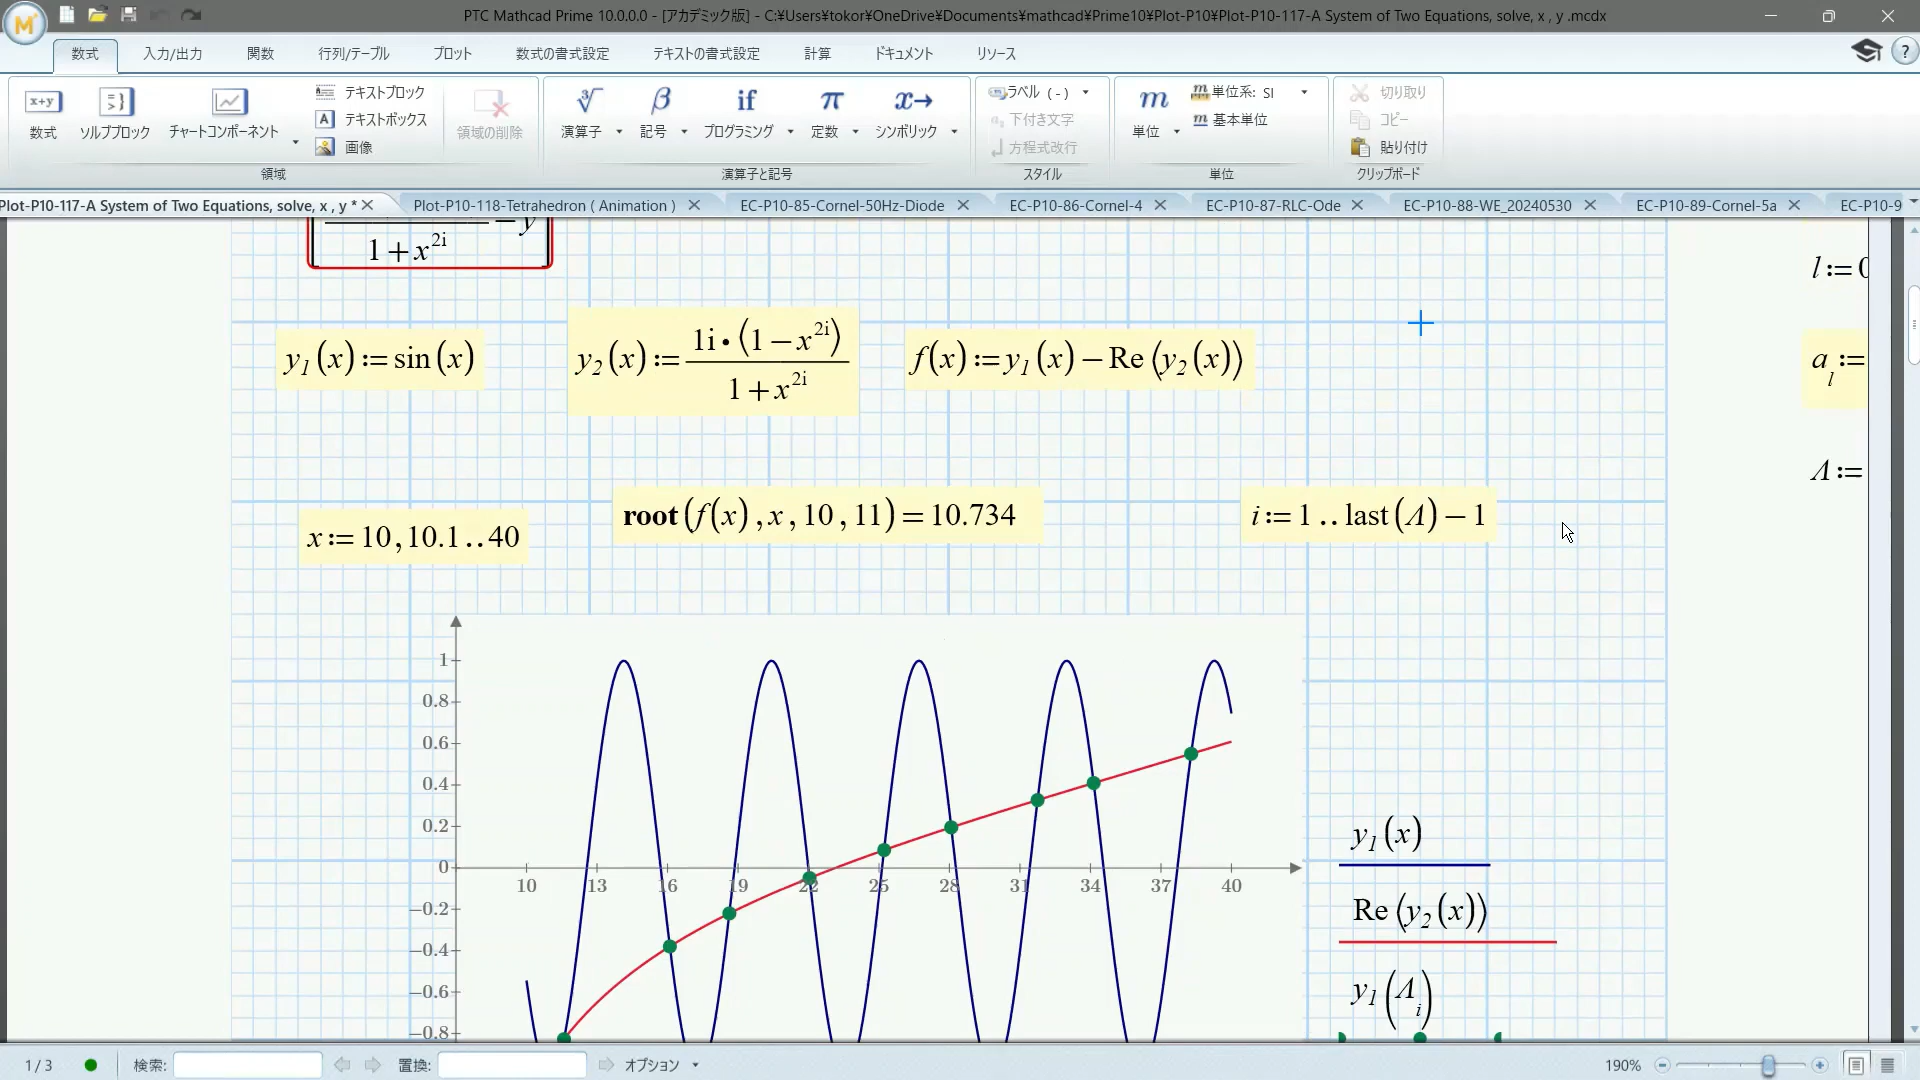 PTC Mathcad Prime 10.0.0.0 - [アカデミック版] - C:¥Users¥tokor¥OneDrive¥Documents¥mathcad¥Prime10¥Plot-P10¥Plot-P10-117-A System of Two Equations, solve, x , y .mcdx
数式 入力/出力 関数 行列/テーブル プロット 数式の書式設定 テキストの書式設定 計算 ドキュメント リソース
数式 ソルブブロック チャートコンポーネント
テキストブロック
テキストボックス
画像
領域の削除
領域
演算子 記号 プログラミング 定数 シンボリック
演算子と記号
ラベル ( - )
下付き文字
方程式改行
スタイル
単位
単位系: SI
基本単位
単位
切り取り
コピー
貼り付け
クリップボード
Plot-P10-117-A System of Two Equations, solve, x , y * Plot-P10-118-Tetrahedron ( Animation ) EC-P10-85-Cornel-50Hz-Diode EC-P10-86-Cornel-4 EC-P10-87-RLC-Ode EC-P10-88-WE_20240530 EC-P10-89-Cornel-5a EC-P10-9
1+x^{2i} −y
l:=0
y_1(x):=sin(x)
y_2(x):= 1i•(1−x^{2i}) / 1+x^{2i}
f(x):=y_1(x)−Re(y_2(x))
a_l:=
Λ:=
x:=10,10.1..40
root(f(x),x,10,11)=10.734
i:=1..last(Λ)−1
1
0.8
0.6
0.4
0.2
0
−0.2
−0.4
−0.6
−0.8
10 13 16 19 22 25 28 31 34 37 40
y_1(x)
Re(y_2(x))
y_1(Λ_i)
1 / 3 検索: 置換: オプション 190%